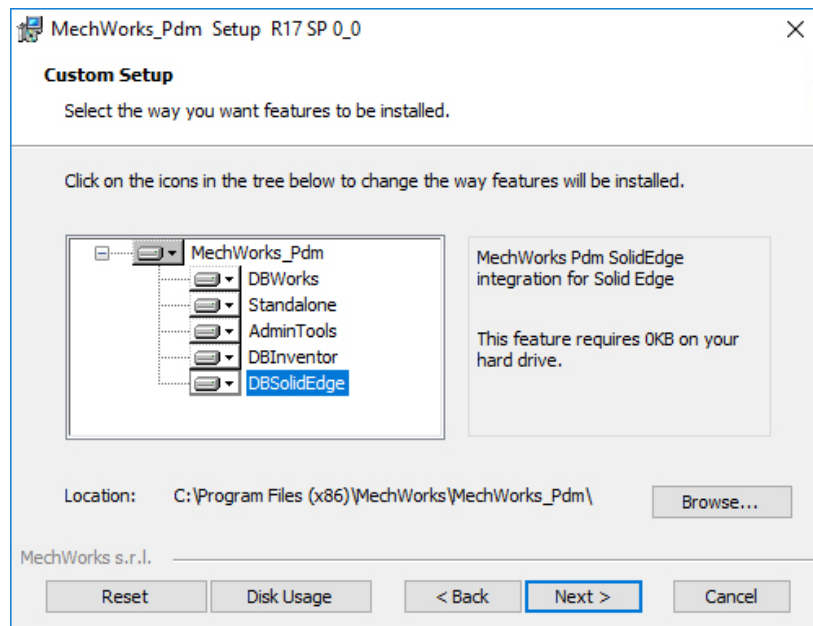 MechWorks_Pdm Setup R17 SP 0_0
Custom Setup
Select the way you want features to be installed.
Click on the icons in the tree below to change the way features will be installed.
MechWorks_Pdm
DBWorks
Standalone
AdminTools
DBInventor
DBSolidEdge
MechWorks Pdm SolidEdge
integration for Solid Edge
This feature requires 0KB on your
hard drive.
Location: C:\Program Files (x86)\MechWorks\MechWorks_Pdm\
Browse...
MechWorks s.r.l.
Reset Disk Usage < Back Next > Cancel